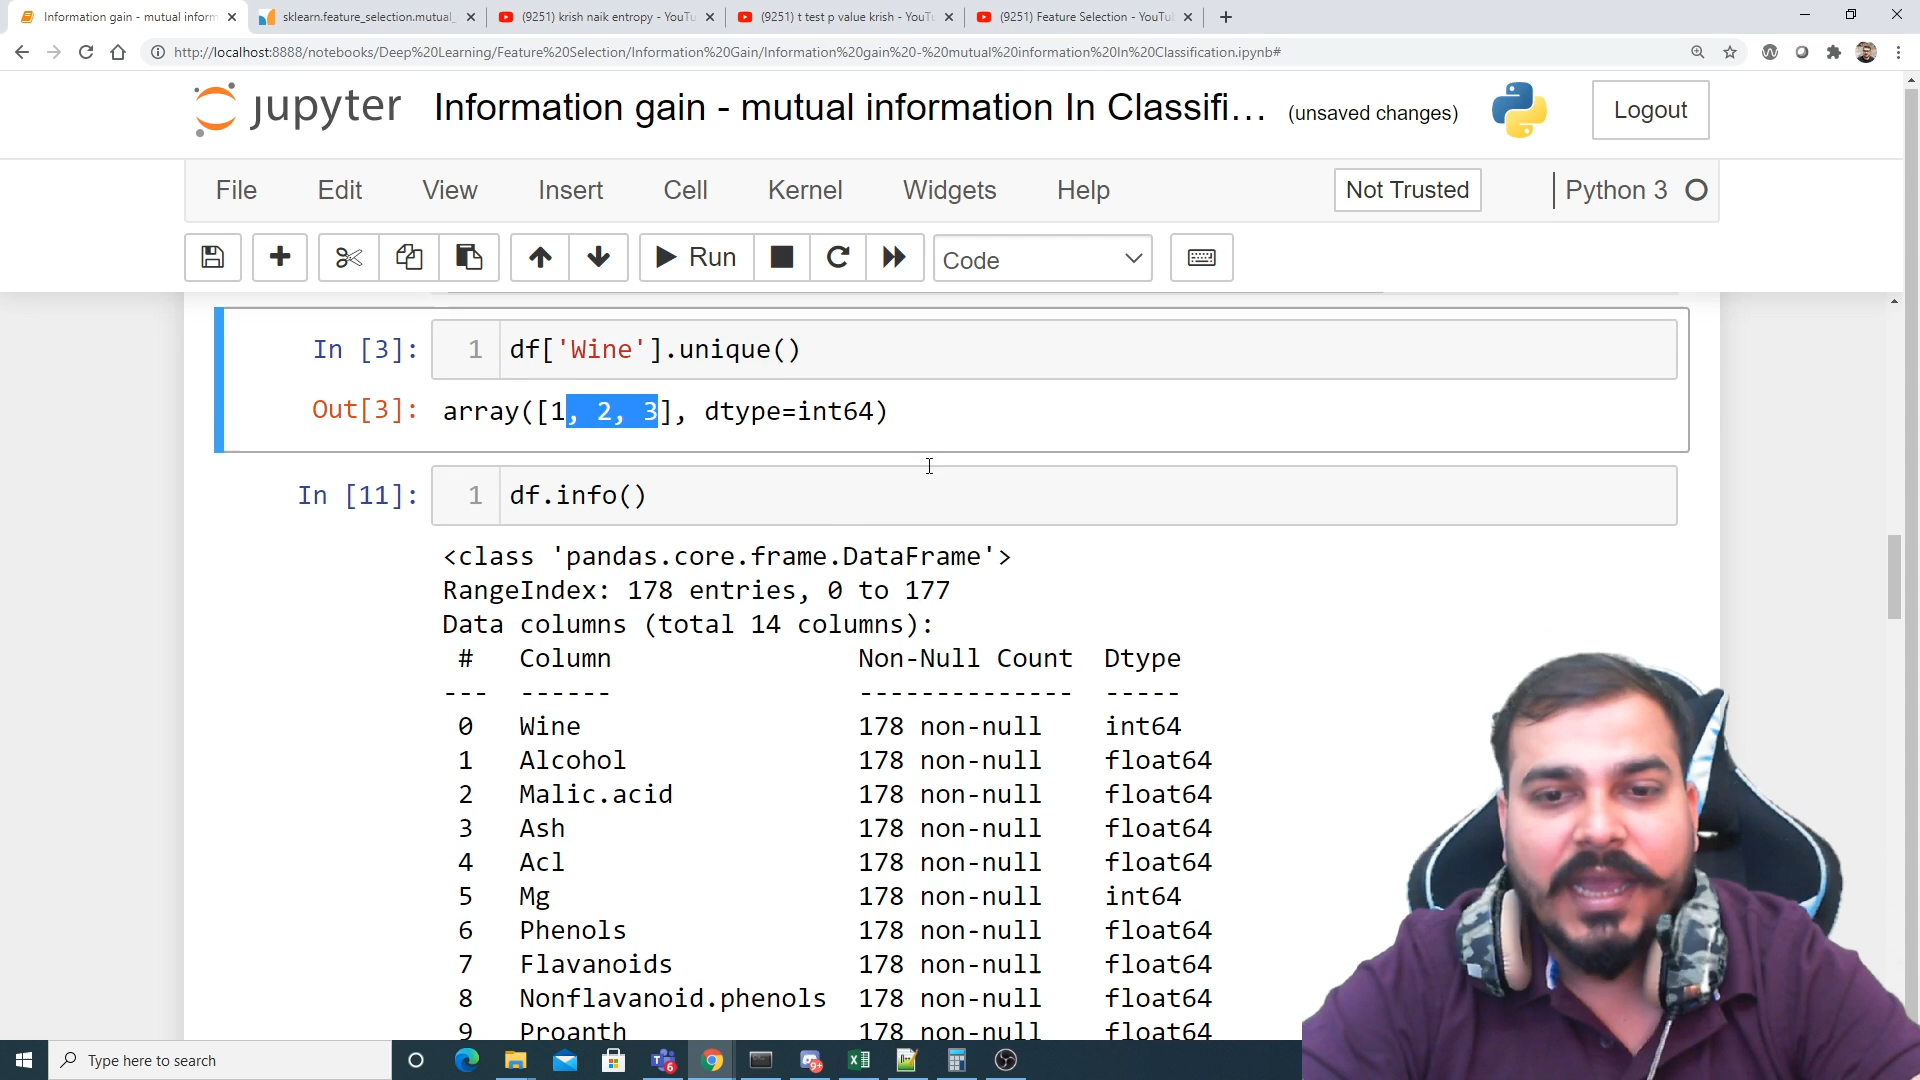 Information gain - mutual inform
sklearn.feature_selection.mutual_
(9251) krish naik entropy - YouTu
(9251) t test p value krish - YouTu
(9251) Feature Selection - YouTu
http://localhost:8888/notebooks/Deep%20Learning/Feature%20Selection/Information%20Gain/Information%20gain%20-%20mutual%20information%20In%20Classification.ipynb#
jupyter Information gain - mutual information In Classifi... (unsaved changes) Logout
File Edit View Insert Cell Kernel Widgets Help Not Trusted Python 3
Run Code
In [3]: 1 df['Wine'].unique()
Out[3]: array([1, 2, 3], dtype=int64)
In [11]: 1 df.info()
<class 'pandas.core.frame.DataFrame'>
RangeIndex: 178 entries, 0 to 177
Data columns (total 14 columns):
# Column Non-Null Count Dtype
--- ------ -------------- -----
0 Wine 178 non-null int64
1 Alcohol 178 non-null float64
2 Malic.acid 178 non-null float64
3 Ash 178 non-null float64
4 Acl 178 non-null float64
5 Mg 178 non-null int64
6 Phenols 178 non-null float64
7 Flavanoids 178 non-null float64
8 Nonflavanoid.phenols 178 non-null float64
9 Proanth 178 non-null float64
Type here to search
6
9+